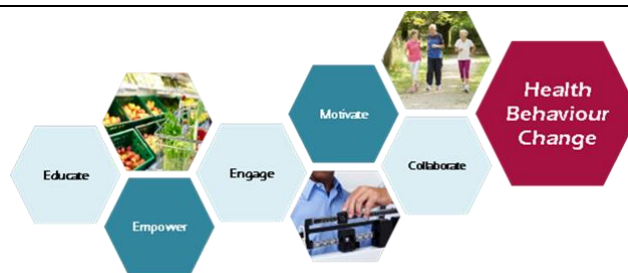 Educate
Empower
Engage
Motivate
Collaborate
Health
Behaviour
Change